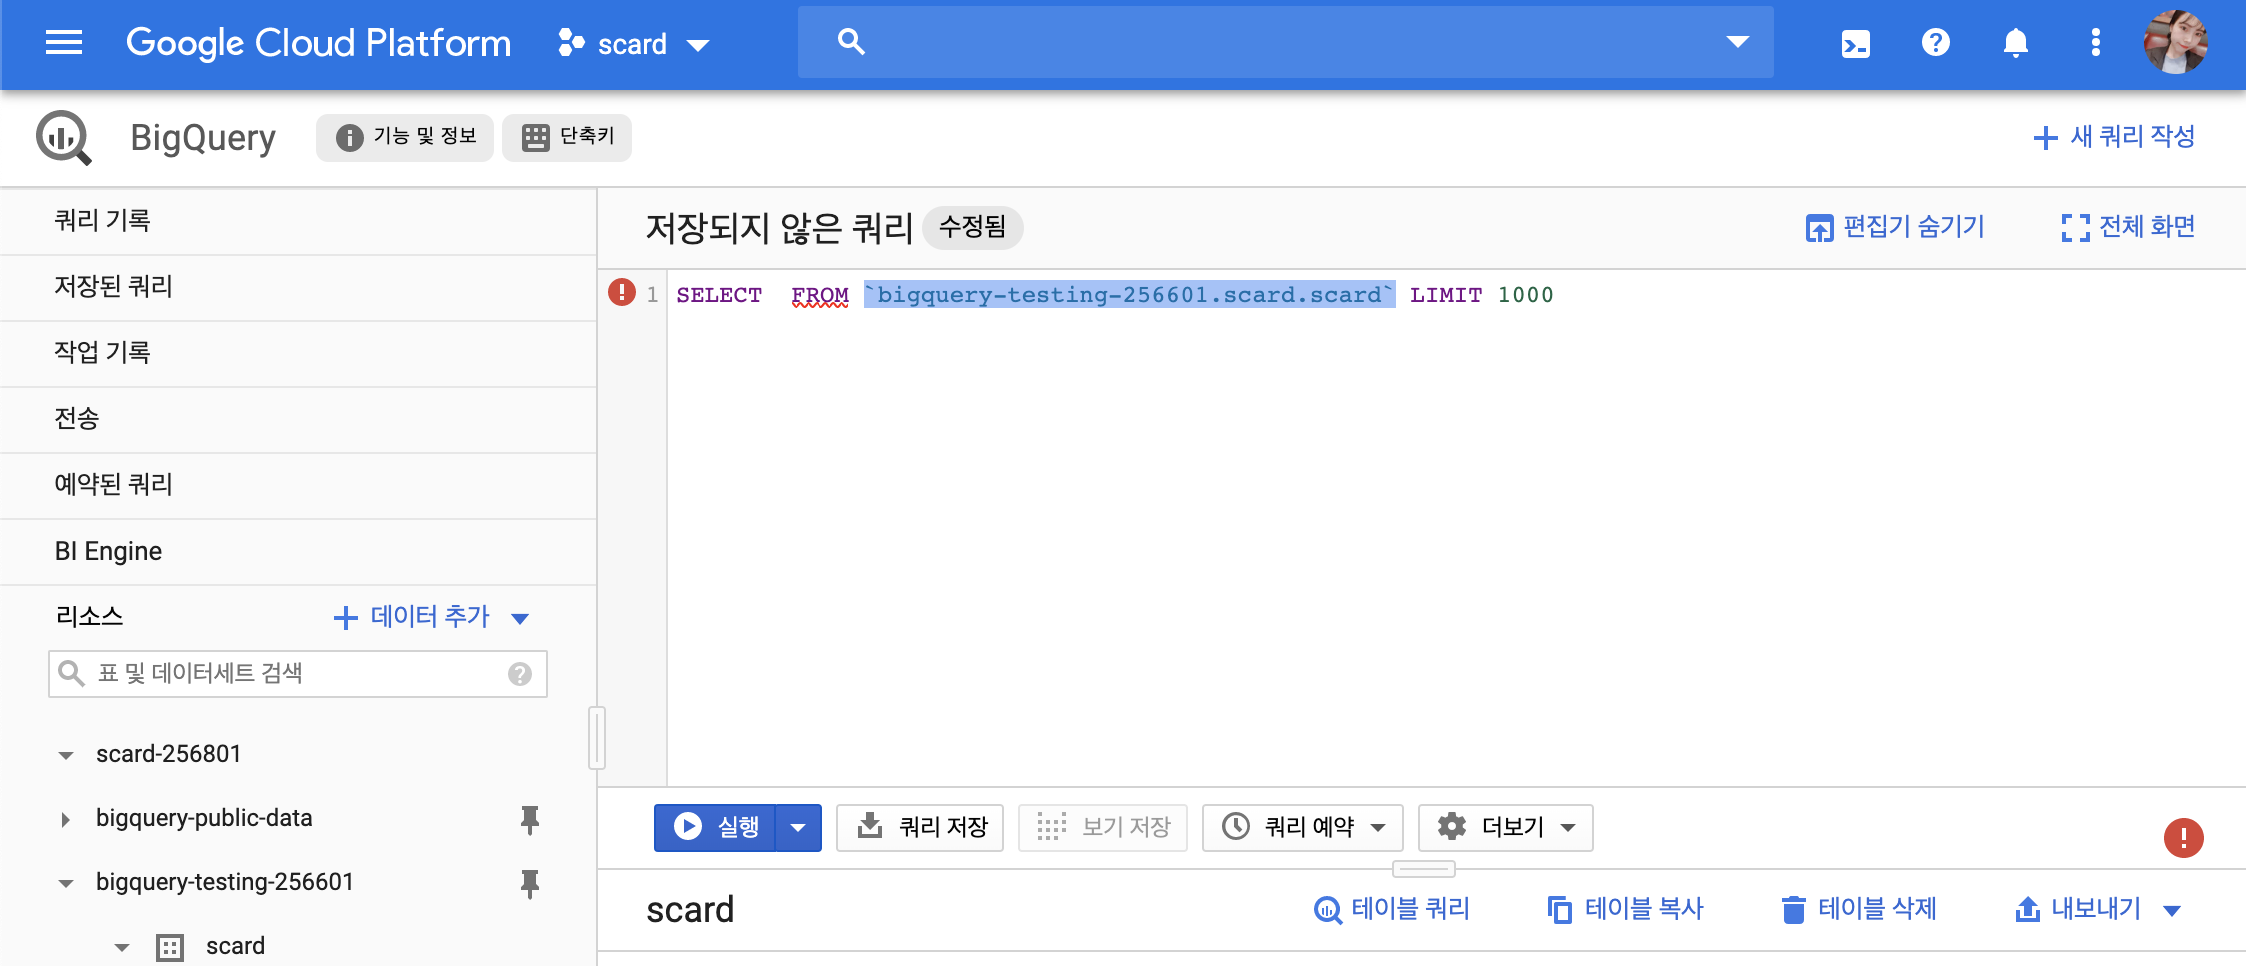 Google Cloud Platform scard
BigQuery 기능 및 정보 단축키 새 쿼리 작성
쿼리 기록
저장된 쿼리
작업 기록
전송
예약된 쿼리
BI Engine
리소스 데이터 추가
표 및 데이터세트 검색
scard-256801
bigquery-public-data
bigquery-testing-256601
scard
저장되지 않은 쿼리 수정됨 편집기 숨기기 전체 화면
1 SELECT FROM `bigquery-testing-256601.scard.scard` LIMIT 1000
실행 쿼리 저장 보기 저장 쿼리 예약 더보기
scard 테이블 쿼리 테이블 복사 테이블 삭제 내보내기